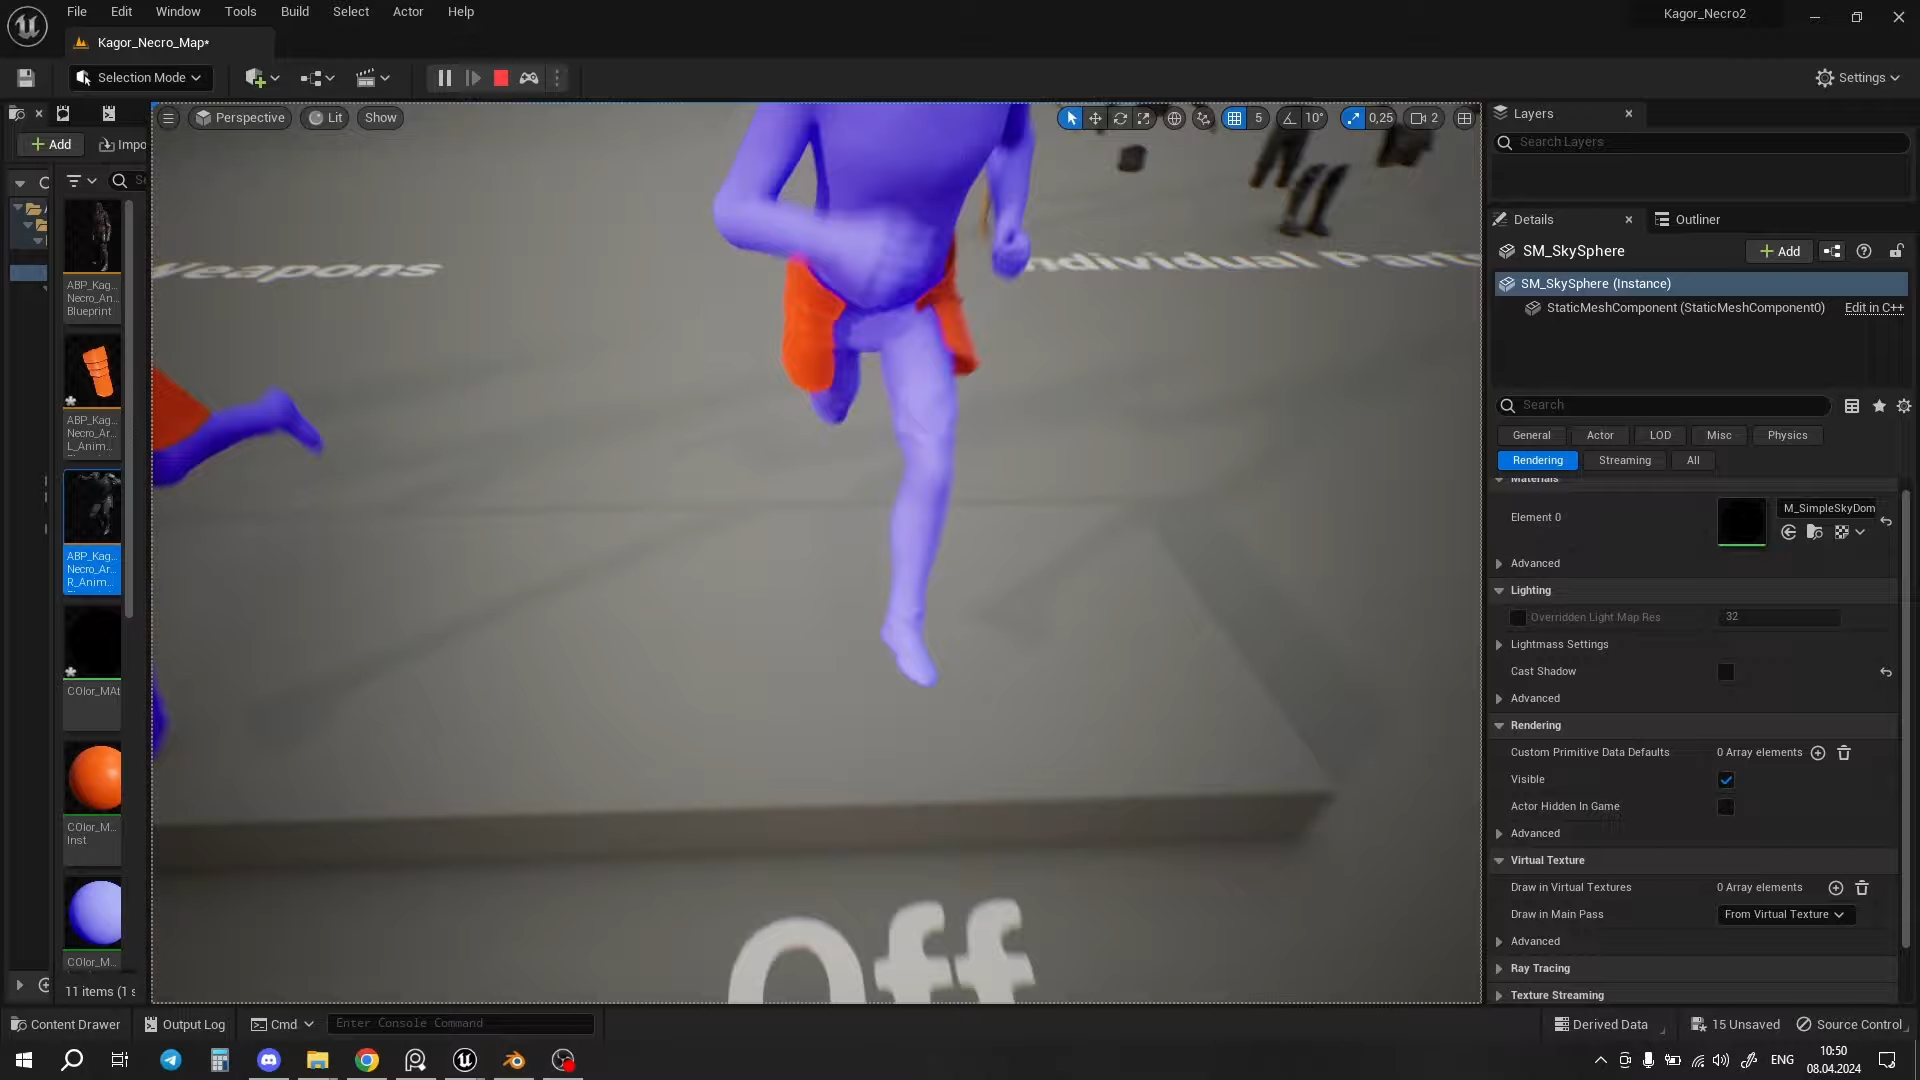 File Edit Window Tools Build Select Actor Help
Kagor_Necro2
Kagor_Necro_Map*
Selection Mode
Settings
Add
Impo
Perspective
Lit
Show
5
10°
0,25
2
Layers
Search Layers
Details
Outliner
SM_SkySphere
Add
SM_SkySphere (Instance)
StaticMeshComponent (StaticMeshComponent0)
Edit in C++
Search
General
Actor
LOD
Misc
Physics
Rendering
Streaming
All
Materials
Element 0
M_SimpleSkyDom
Advanced
Lighting
Overridden Light Map Res
32
Lightmass Settings
Cast Shadow
Advanced
Rendering
Custom Primitive Data Defaults
0 Array elements
Visible
Actor Hidden In Game
Advanced
Virtual Texture
Draw in Virtual Textures
0 Array elements
Draw in Main Pass
From Virtual Texture
Advanced
Ray Tracing
Texture Streaming
ABP_Kag...
Necro_An...
Blueprint
ABP_Kag...
Necro_Ar...
L_Anim...
ABP_Kag...
Necro_Ar...
R_Anim...
COlor_MAt
COlor_M...
Inst
COlor_M...
11 items (1 s
Weapons
Individual Parts
Off
Content Drawer
Output Log
Cmd
Enter Console Command
Derived Data
15 Unsaved
Source Control
ENG
10:50
08.04.2024